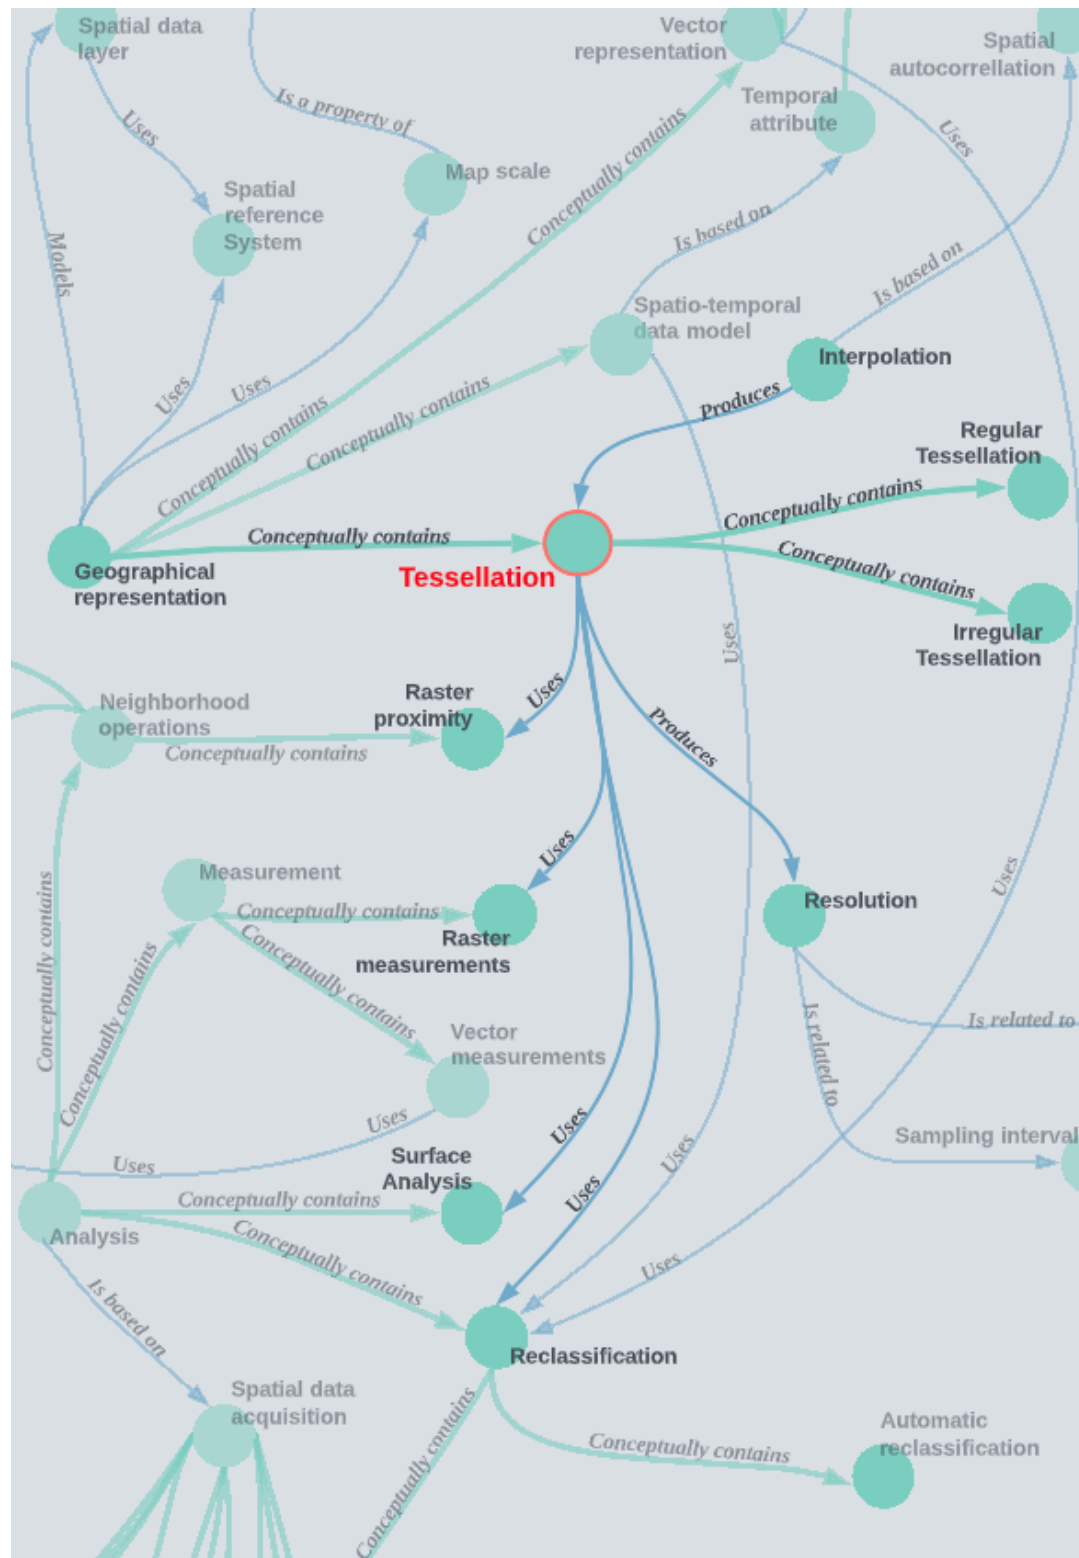 Spatial data
layer
Vector
representation
Spatial
autocorrellation
Is a property of
Temporal
attribute
Uses
Uses
Conceptually contains
Map scale
Spatial
reference
System
Is based on
Models
Is based on
Spatio-temporal
data model
Interpolation
Uses
Uses
Produces
Conceptually contains
Conceptually contains
Regular
Tessellation
Conceptually contains
Conceptually contains
Conceptually contains
Geographical
representation
Tessellation
Irregular
Tessellation
Uses
Raster
proximity
Uses
Neighborhood
operations
Conceptually contains
Produces
Uses
Measurement
Uses
Conceptually contains
Conceptually contains
Resolution
Raster
measurements
Conceptually contains
Conceptually contains
Is related to
Is related to
Vector
measurements
Uses
Uses
Uses
Uses
Sampling interval
Surface
Analysis
Conceptually contains
Uses
Analysis
Conceptually contains
Uses
Is based on
Reclassification
Spatial data
acquisition
Conceptually contains
Automatic
reclassification
Conceptually contains